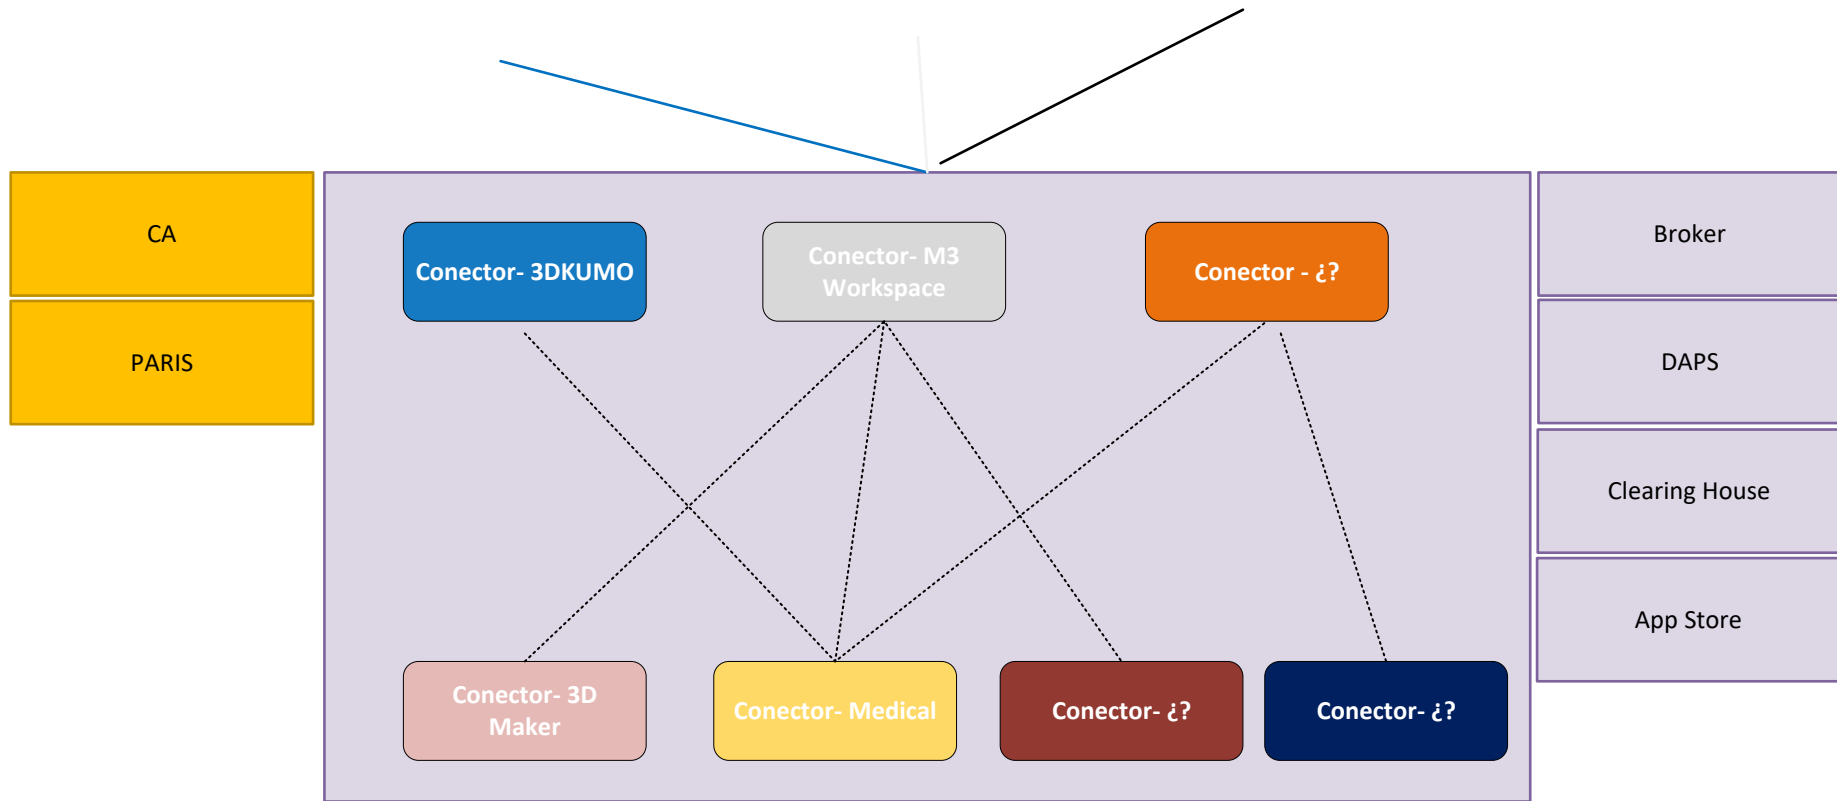 CA
PARIS
Conector- 3DKUMO
Conector- M3
Workspace
Conector - ¿?
Conector- 3D
Maker
Conector- Medical
Conector- ¿?
Conector- ¿?
Broker
DAPS
Clearing House
App Store